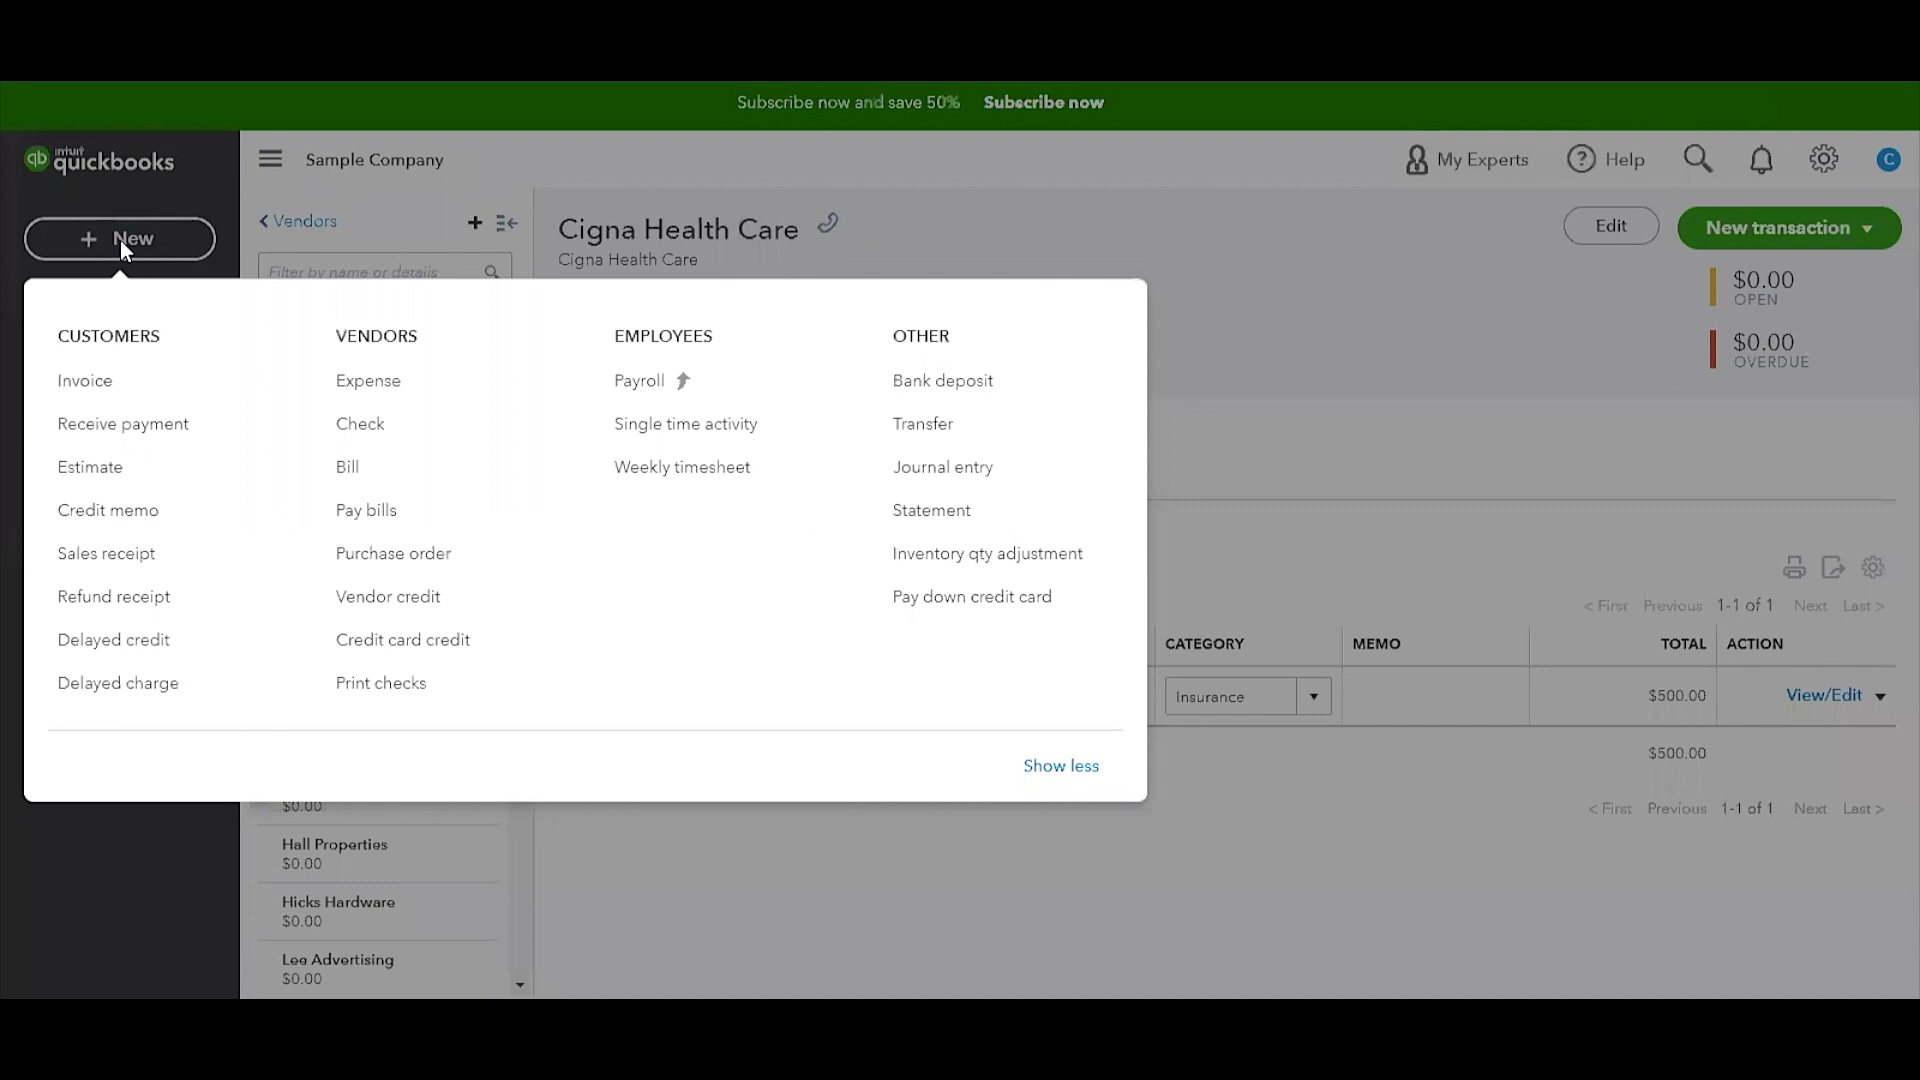 Subscribe now and save 50% Subscribe now
qb intuit quickbooks
Sample Company
My Experts
Help
C
+ New
< Vendors
Filter by name or details
Cigna Health Care
Cigna Health Care
Edit
New transaction
$0.00
OPEN
$0.00
OVERDUE
CUSTOMERS
Invoice
Receive payment
Estimate
Credit memo
Sales receipt
Refund receipt
Delayed credit
Delayed charge
VENDORS
Expense
Check
Bill
Pay bills
Purchase order
Vendor credit
Credit card credit
Print checks
EMPLOYEES
Payroll
Single time activity
Weekly timesheet
OTHER
Bank deposit
Transfer
Journal entry
Statement
Inventory qty adjustment
Pay down credit card
Show less
< First Previous 1-1 of 1 Next Last >
CATEGORY MEMO TOTAL ACTION
Insurance $500.00 View/Edit
$500.00
< First Previous 1-1 of 1 Next Last >
$0.00
Hall Properties
$0.00
Hicks Hardware
$0.00
Lee Advertising
$0.00